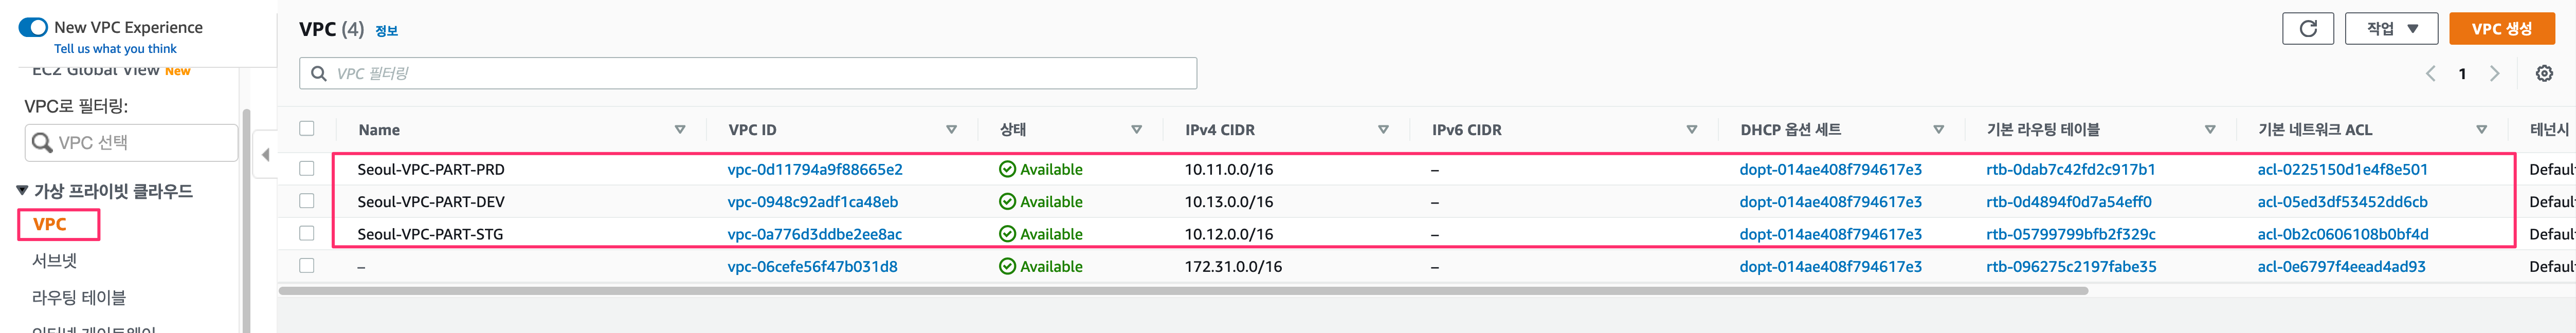 New VPC Experience
Tell us what you think
EC2 Global View New
VPC로 필터링:
VPC 선택
가상 프라이빗 클라우드
VPC
서브넷
라우팅 테이블
인터넷 게이트웨이
VPC (4) 정보
작업
VPC 생성
VPC 필터링
1
Name VPC ID 상태 IPv4 CIDR IPv6 CIDR DHCP 옵션 세트 기본 라우팅 테이블 기본 네트워크 ACL 테넌시
Seoul-VPC-PART-PRD vpc-0d11794a9f88665e2 Available 10.11.0.0/16 – dopt-014ae408f794617e3 rtb-0dab7c42fd2c917b1 acl-0225150d1e4f8e501 Defaul
Seoul-VPC-PART-DEV vpc-0948c92adf1ca48eb Available 10.13.0.0/16 – dopt-014ae408f794617e3 rtb-0d4894f0d7a54eff0 acl-05ed3df53452dd6cb Defaul
Seoul-VPC-PART-STG vpc-0a776d3ddbe2ee8ac Available 10.12.0.0/16 – dopt-014ae408f794617e3 rtb-05799799bfb2f329c acl-0b2c0606108b0bf4d Defaul
– vpc-06cefe56f47b031d8 Available 172.31.0.0/16 – dopt-014ae408f794617e3 rtb-096275c2197fabe35 acl-0e6797f4eead4ad93 Defaul